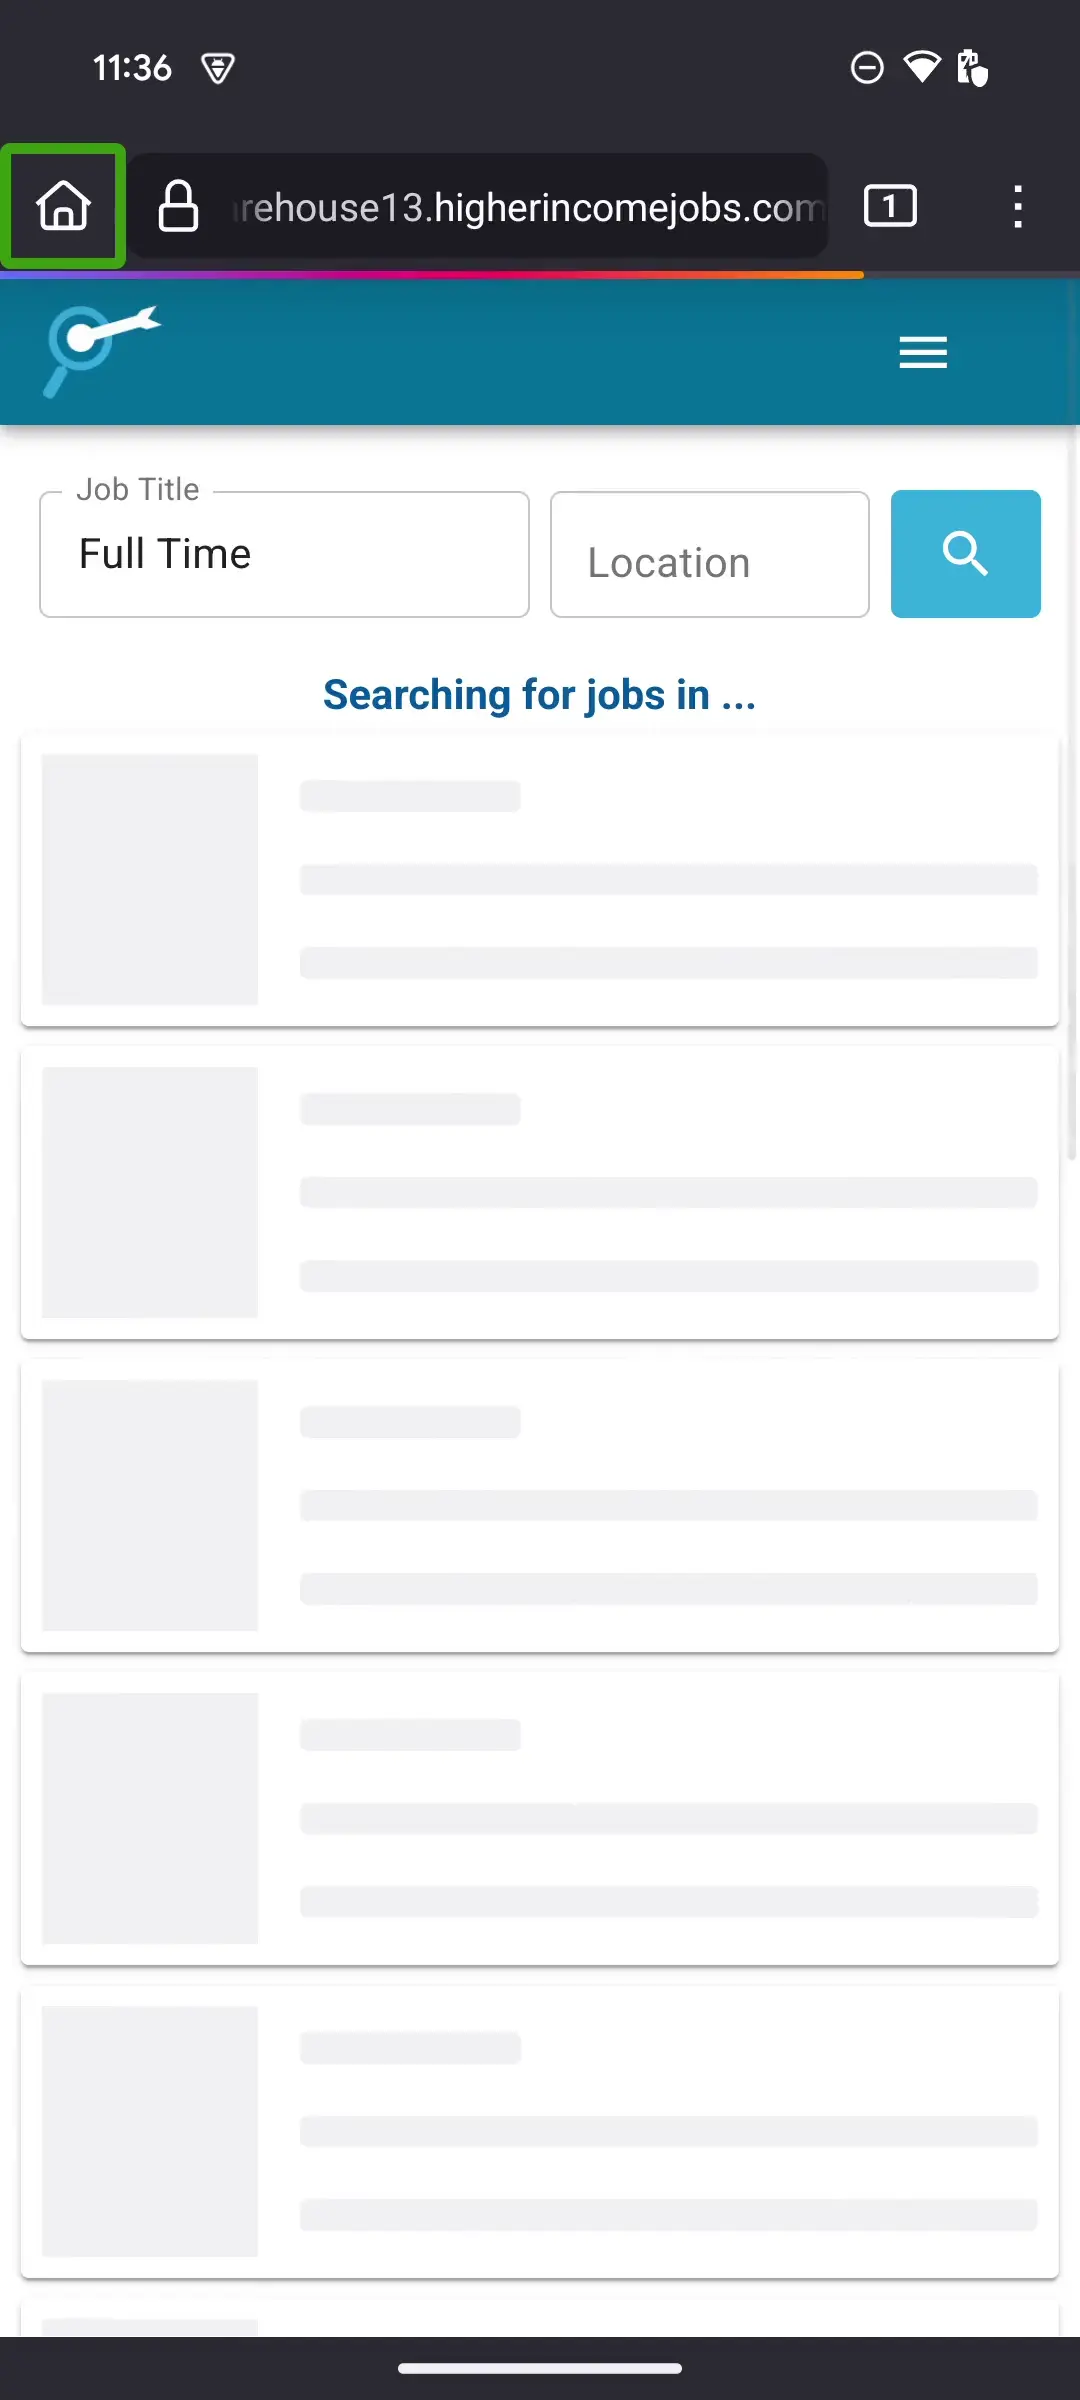 11:36
rehouse13.higherincomejobs.com
1
Job Title
Full Time
Location
Searching for jobs in ...